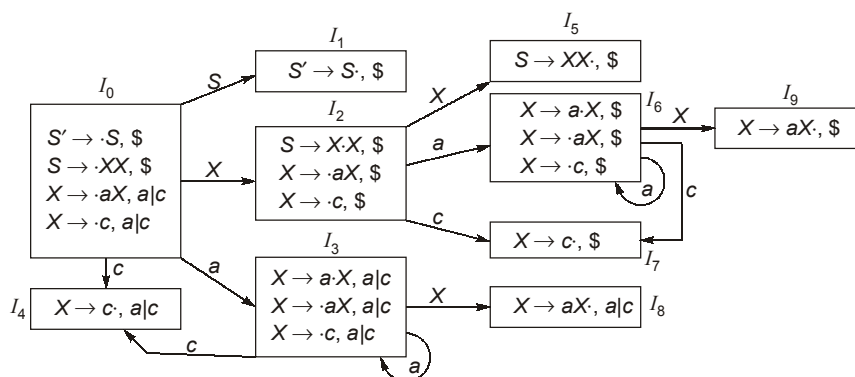 I₀
S′ → ·S, $
S → ·XX, $
X → ·aX, a|c
X → ·c, a|c
S
I₁
S′ → S·, $
X
I₂
S → X·X, $
X → ·aX, $
X → ·c, $
X
I₅
S → XX·, $
a
I₆
X → a·X, $
X → ·aX, $
X → ·c, $
X
I₉
X → aX·, $
a
c
c
X → c·, $
I₇
c
a
I₃
X → a·X, a|c
X → ·aX, a|c
X → ·c, a|c
X
X → aX·, a|c
I₈
I₄
X → c·, a|c
c
a